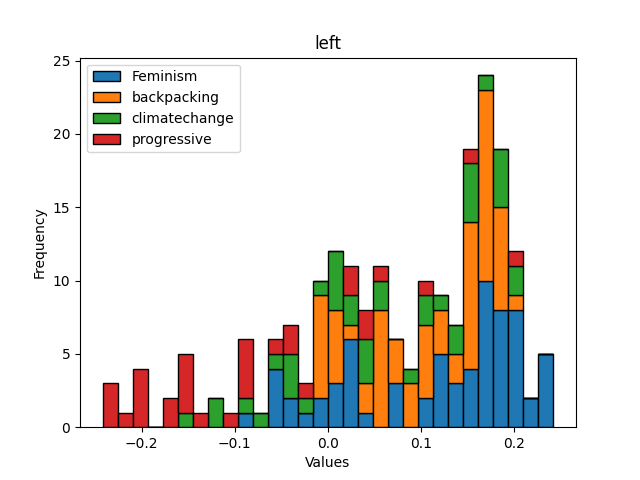 left
Feminism
backpacking
climatechange
progressive
Frequency
25
20
15
10
5
0
−0.2 −0.1 0.0 0.1 0.2
Values